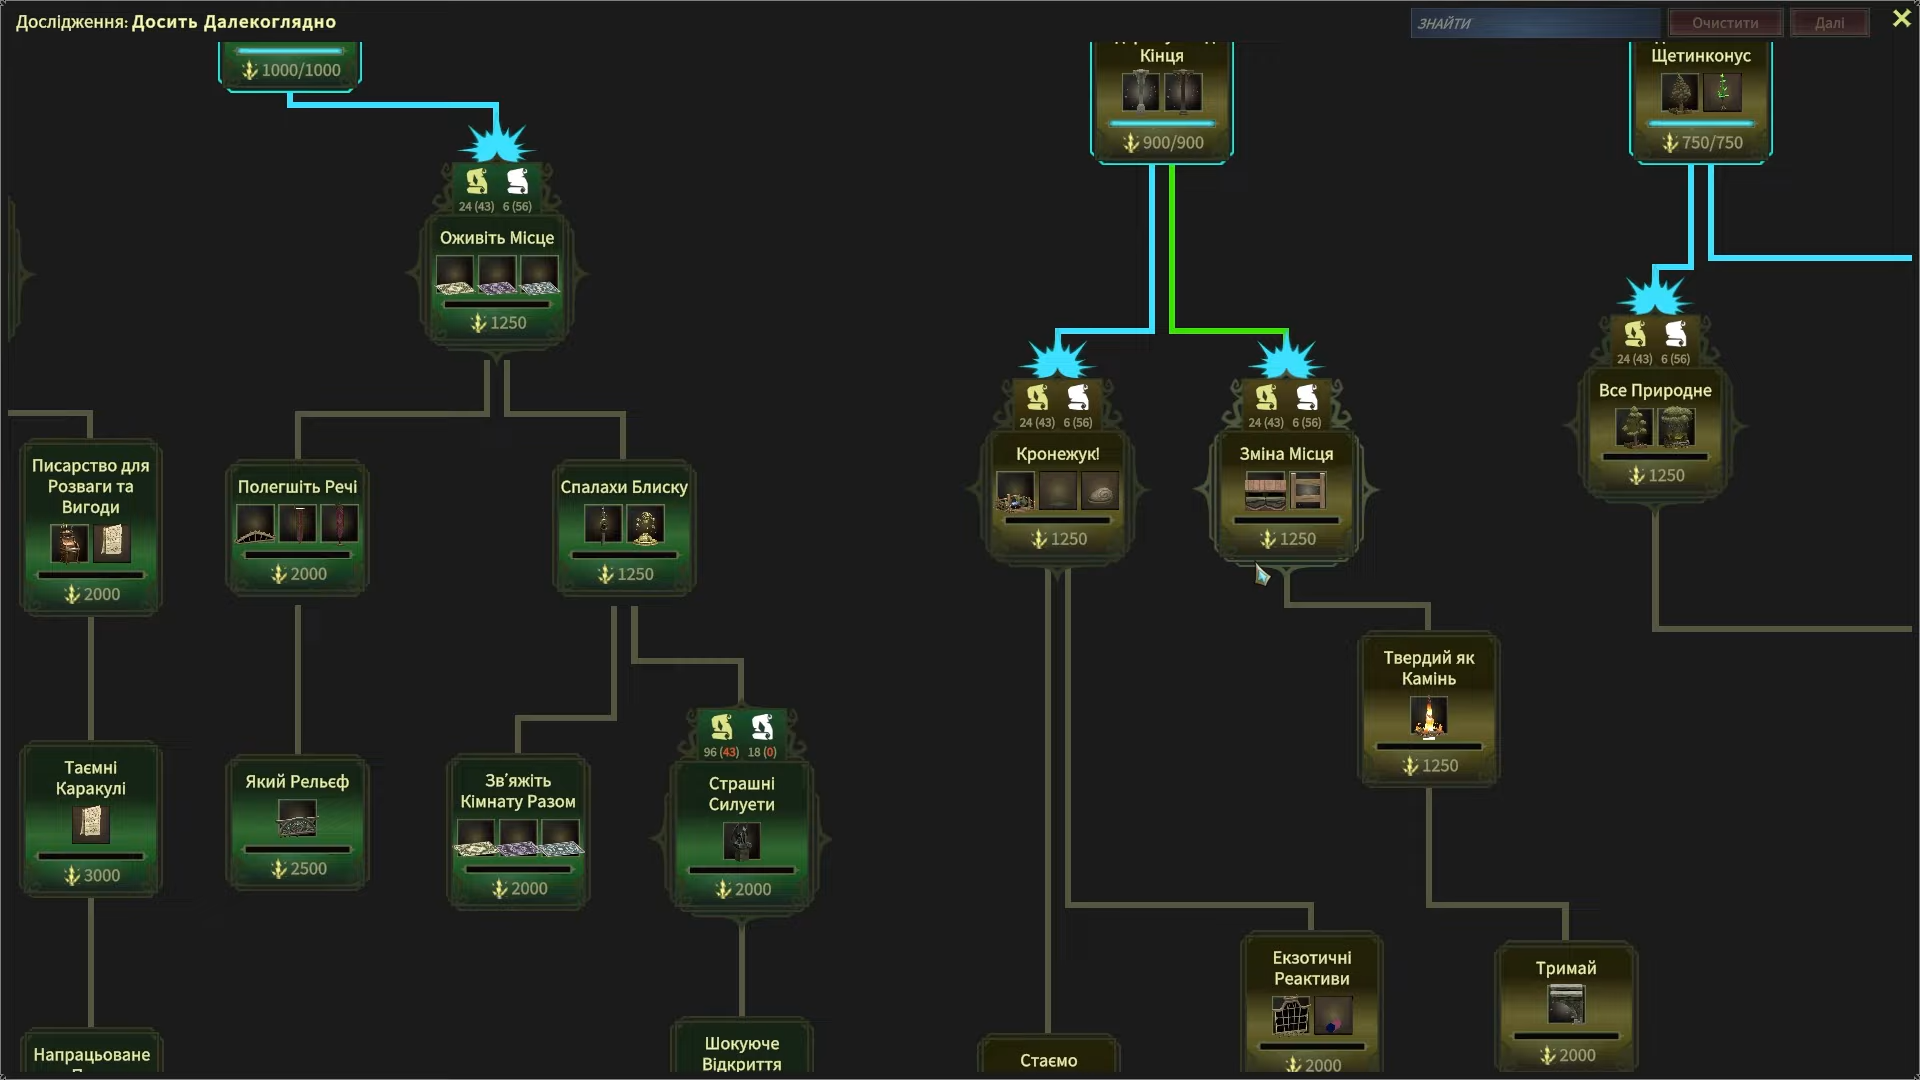 Дослідження: Досить Далекоглядно
ЗНАЙТИ
Очистити
Далі
1000/1000
Кінця
900/900
Щетинконус
750/750
24 (43) 6 (56)
Оживіть Місце
1250
24 (43) 6 (56)
Все Природне
1250
24 (43) 6 (56)
Кронежук!
1250
24 (43) 6 (56)
Зміна Місця
1250
Писарство для
Розваги та
Вигоди
2000
Полегшіть Речі
2000
Спалахи Блиску
1250
Твердий як
Камінь
1250
Таємні
Каракулі
3000
Який Рельєф
2500
Зв'яжіть
Кімнату Разом
2000
96 (43) 18 (0)
Страшні
Силуети
2000
Екзотичні
Реактиви
2000
Тримай
2000
Напрацьоване
Шокуюче
Відкриття
Стаємо